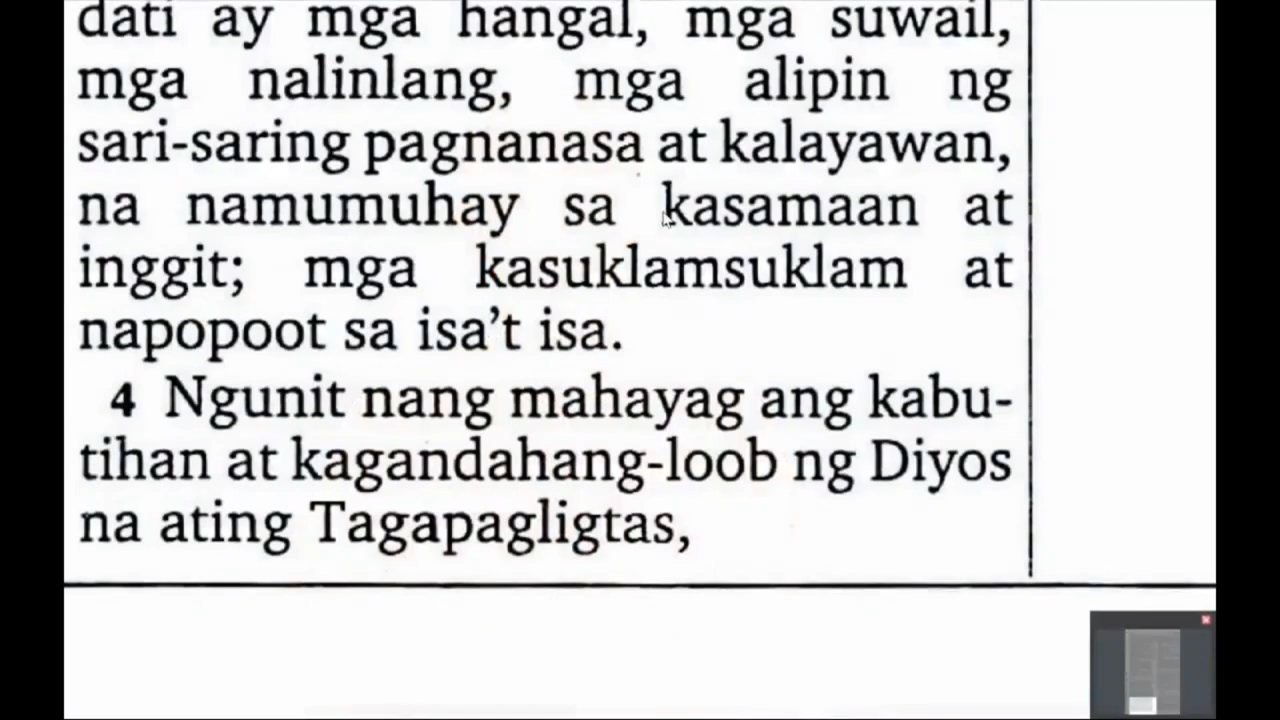 dati ay mga hangal, mga suwail,
mga nalinlang, mga alipin ng
sari-saring pagnanasa at kalayawan,
na namumuhay sa kasamaan at
inggit; mga kasuklamsuklam at
napopoot sa isa't isa.
4 Ngunit nang mahayag ang kabu-
tihan at kagandahang-loob ng Diyos
na ating Tagapagligtas,